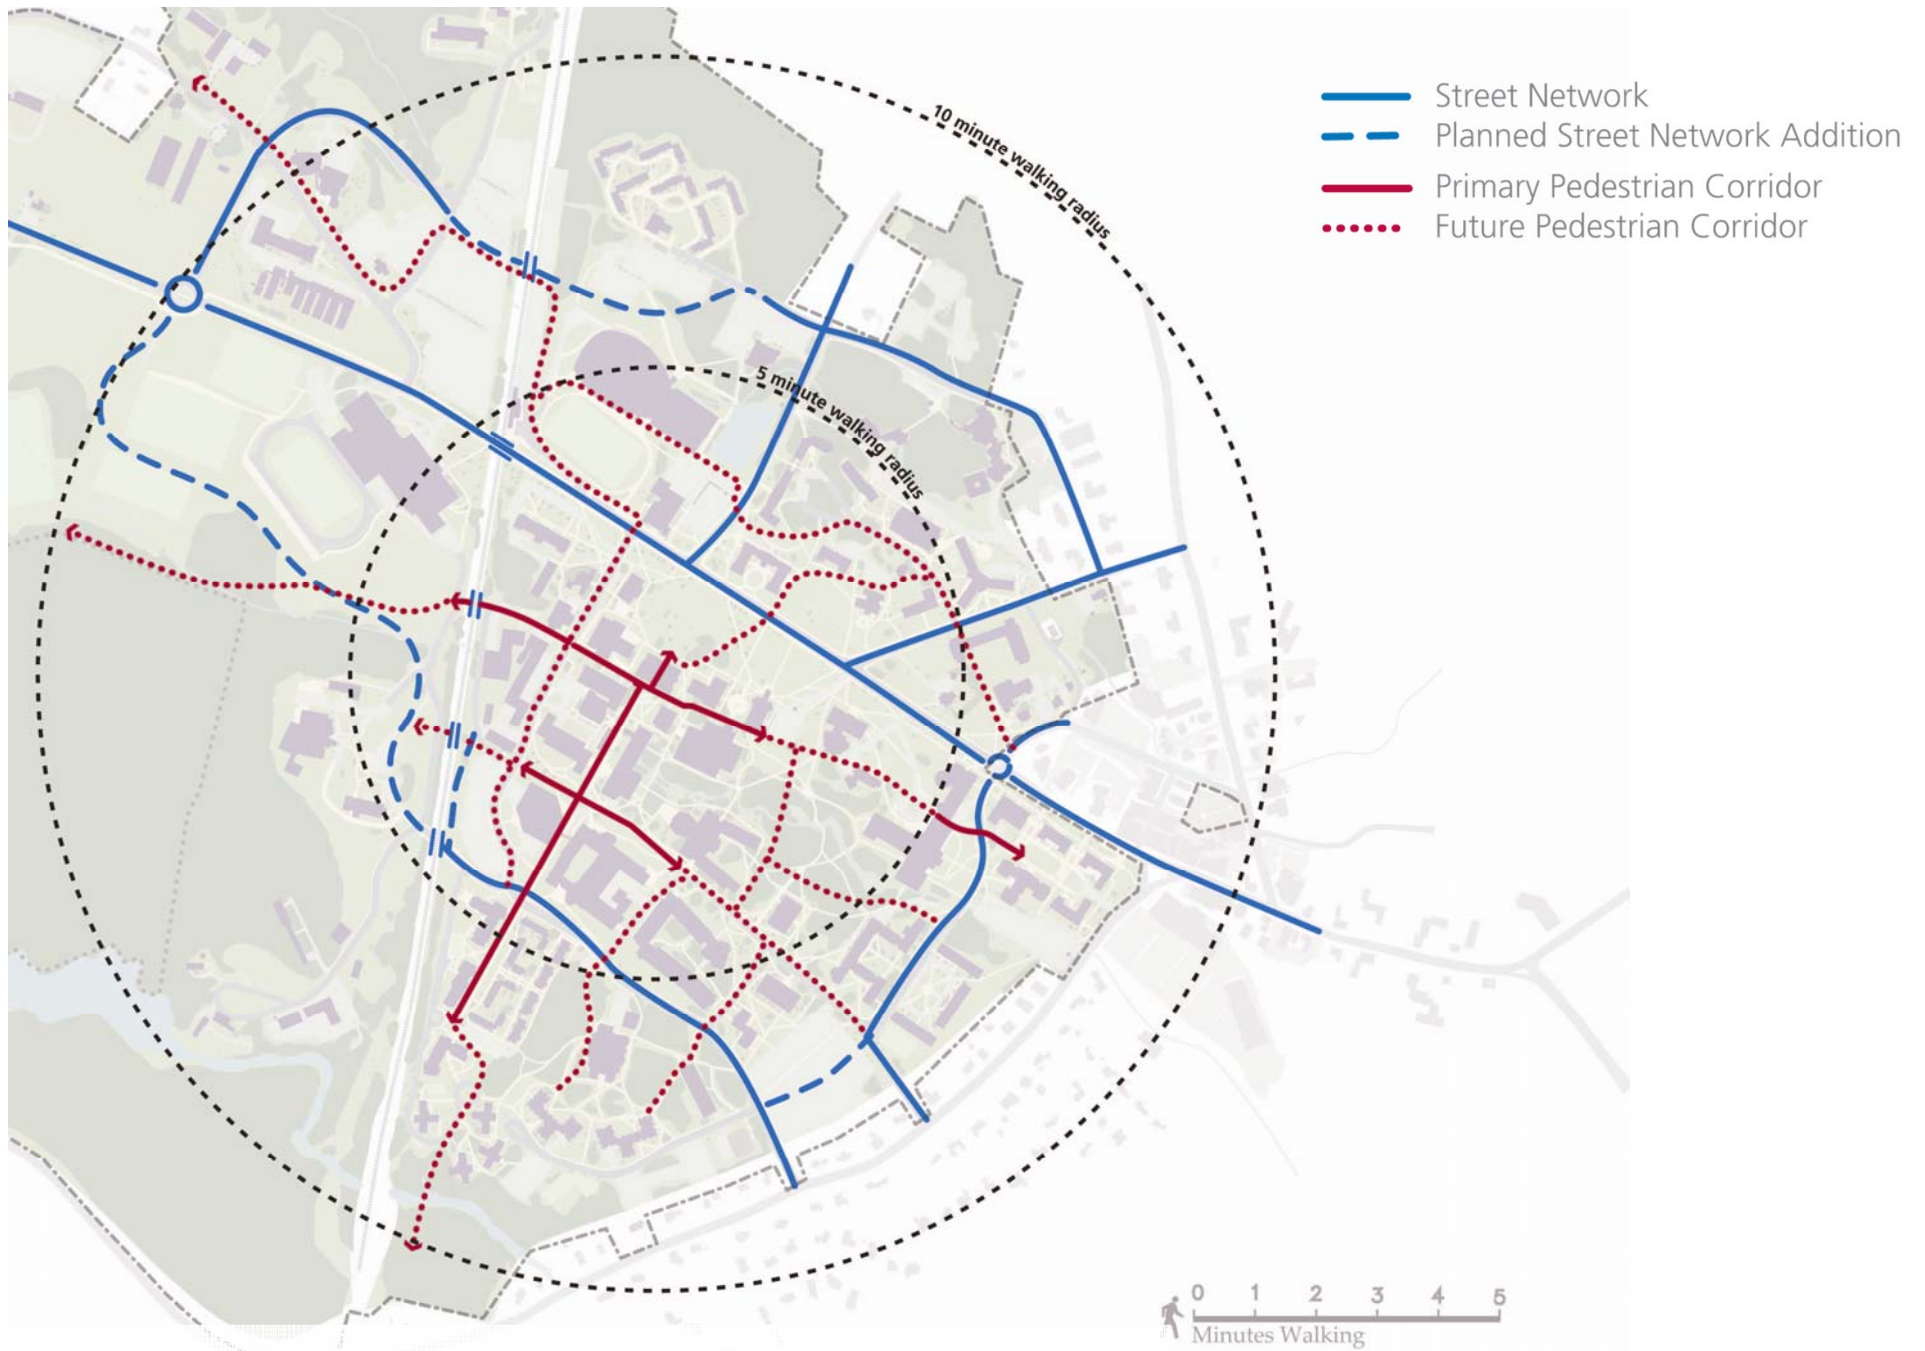 10 minute walking radius
5 minute walking radius
Street Network
Planned Street Network Addition
Primary Pedestrian Corridor
Future Pedestrian Corridor
0 1 2 3 4 5
Minutes Walking